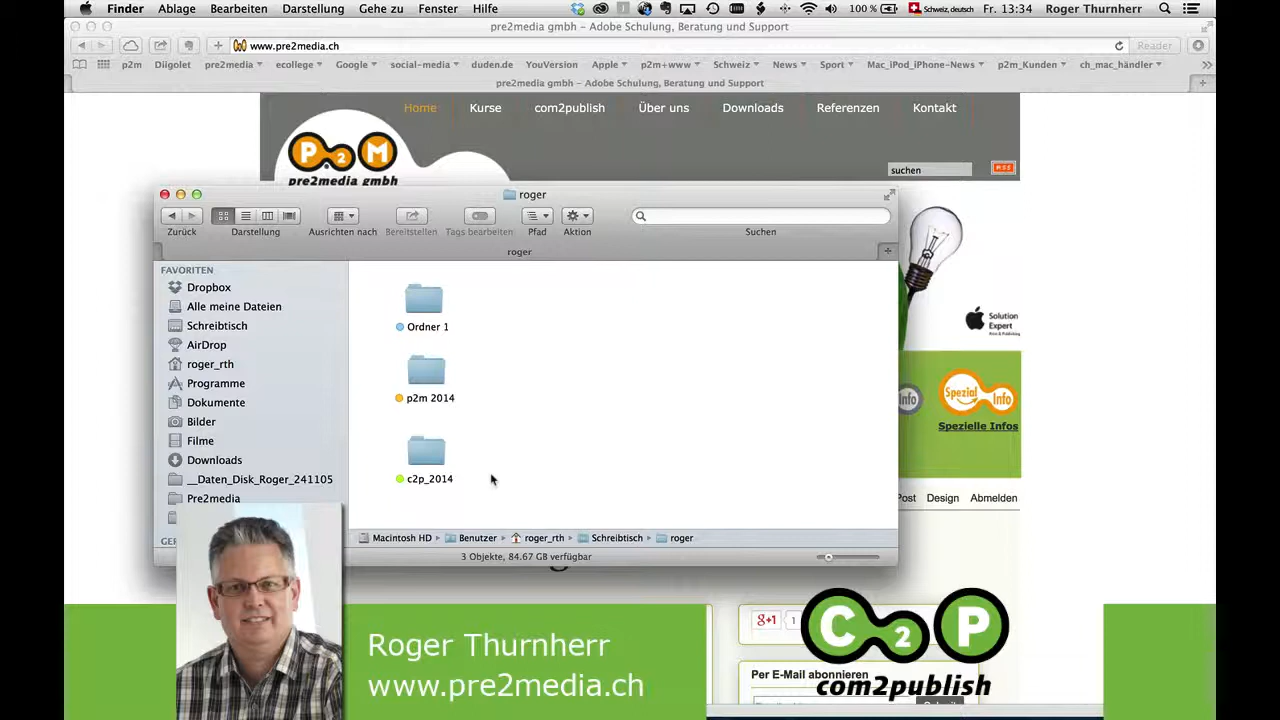 Finder Ablage Bearbeiten Darstellung Gehe zu Fenster Hilfe 100 % Schweiz, deutsch Fr. 13:34 Roger Thurnherr
pre2media gmbh – Adobe Schulung, Beratung und Support
www.pre2media.ch Reader
p2m Diigolet pre2media ecollege Google social-media duden.de YouVersion Apple p2m+www Schweiz News Sport Mac_iPod_iPhone-News p2m_Kunden ch_mac_händler
pre2media gmbh – Adobe Schulung, Beratung und Support
Home Kurse com2publish Über uns Downloads Referenzen Kontakt
P2M
pre2media gmbh
suchen RSS
roger
Zurück Darstellung Ausrichten nach Bereitstellen Tags bearbeiten Pfad Aktion Suchen
roger
FAVORITEN
Dropbox
Alle meine Dateien
Schreibtisch
AirDrop
roger_rth
Programme
Dokumente
Bilder
Filme
Downloads
__Daten_Disk_Roger_241105
Pre2media
Ordner 1
p2m 2014
c2p_2014
Macintosh HD Benutzer roger_rth Schreibtisch roger
3 Objekte, 84.67 GB verfügbar
Solution
Expert
Info
Spezial Info
Spezielle Infos
Post Design Abmelden
g+1 1
Per E-Mail abonnieren
C2P
com2publish
Roger Thurnherr
www.pre2media.ch